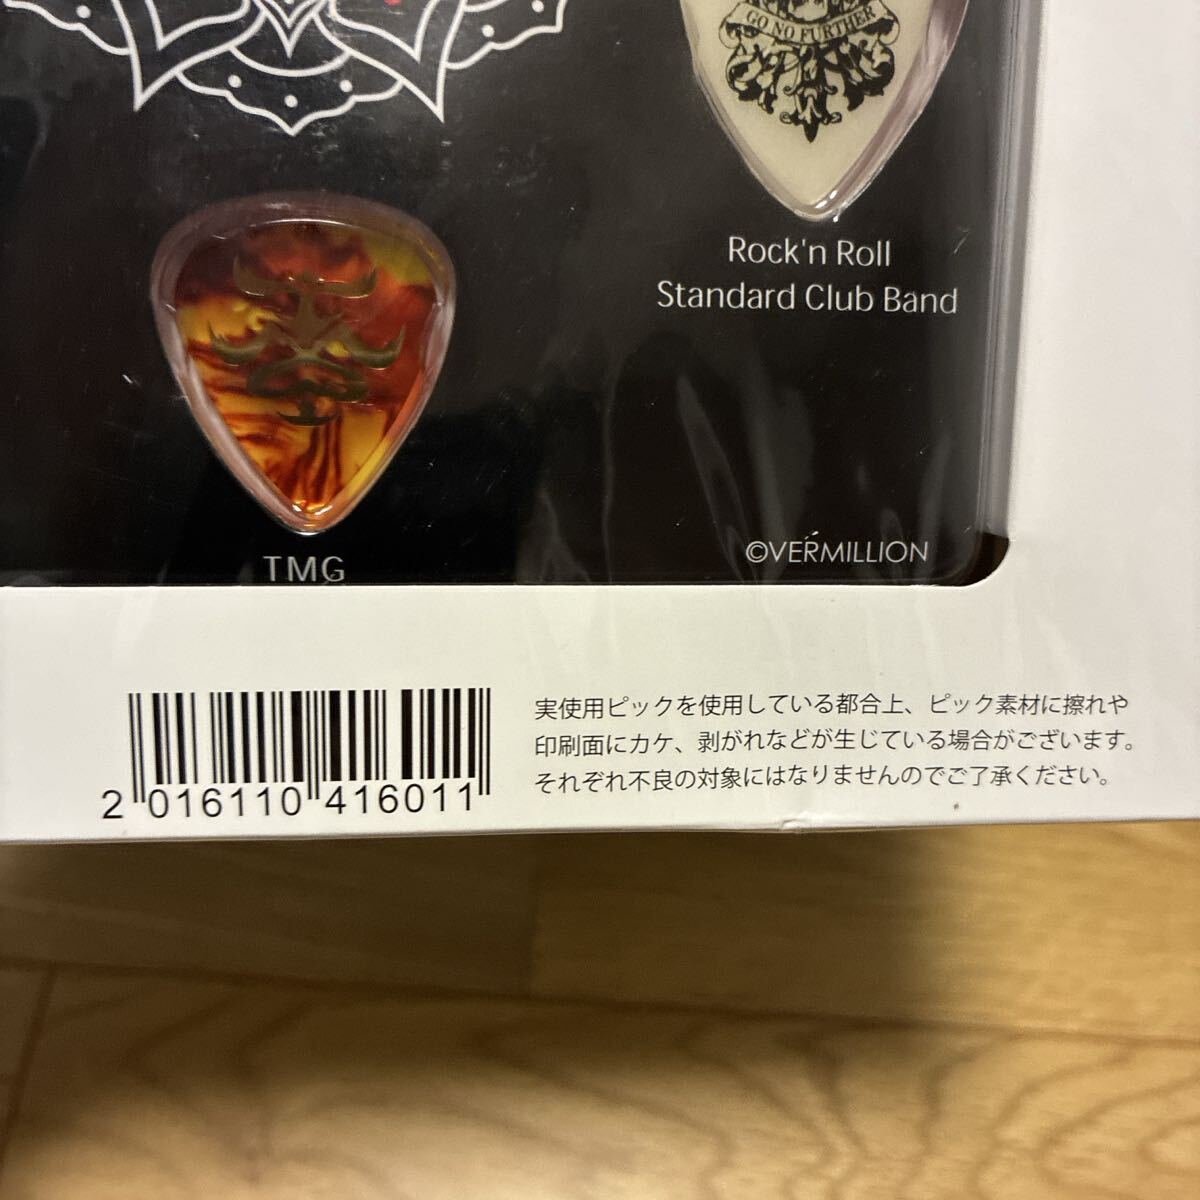 GO NO FURTHER
Rock'n Roll
Standard Club Band
TMG
©VERMILLION
実使用ピックを使用している都合上、ピック素材に擦れや
印刷面にカケ、剥がれなどが生じている場合がございます。
それぞれ不良の対象にはなりませんのでご了承ください。
2 016110 416011